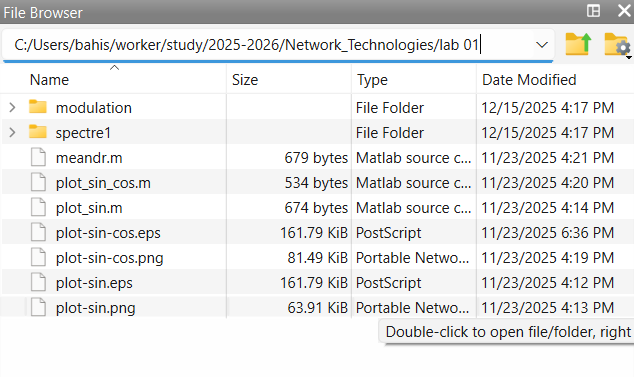 File Browser
C:/Users/bahis/worker/study/2025-2026/Network_Technologies/lab 01
Name Size Type Date Modified
modulation File Folder 12/15/2025 4:17 PM
spectre1 File Folder 12/15/2025 4:17 PM
meandr.m 679 bytes Matlab source c... 11/23/2025 4:21 PM
plot_sin_cos.m 534 bytes Matlab source c... 11/23/2025 4:20 PM
plot_sin.m 674 bytes Matlab source c... 11/23/2025 4:14 PM
plot-sin-cos.eps 161.79 KiB PostScript 11/23/2025 6:36 PM
plot-sin-cos.png 81.49 KiB Portable Netwo... 11/23/2025 4:19 PM
plot-sin.eps 161.79 KiB PostScript 11/23/2025 4:12 PM
plot-sin.png 63.91 KiB Portable Netwo... 11/23/2025 4:13 PM
Double-click to open file/folder, right